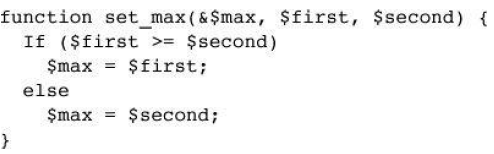 function set_max(&$max, $first, $second) {
If ($first >= $second)
$max = $first;
else
$max = $second;
}